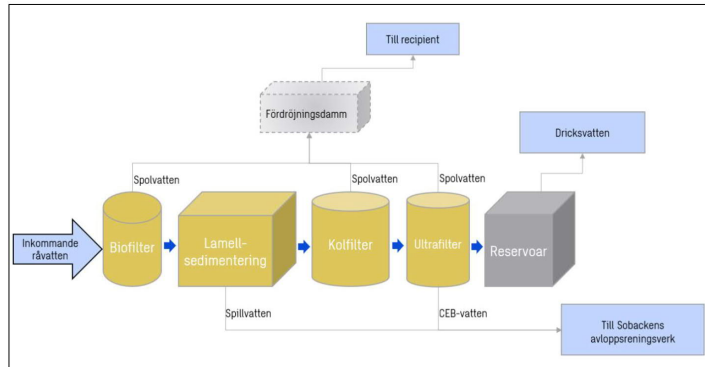 Till recipient
Fördröjningsdamm
Dricksvatten
Spolvatten
Spolvatten
Spolvatten
Inkommande
råvatten
Biofilter
Lamell-
sedimentering
Kolfilter
Ultrafilter
Reservoar
Spillvatten
CEB-vatten
Till Sobackens
avloppsreningsverk